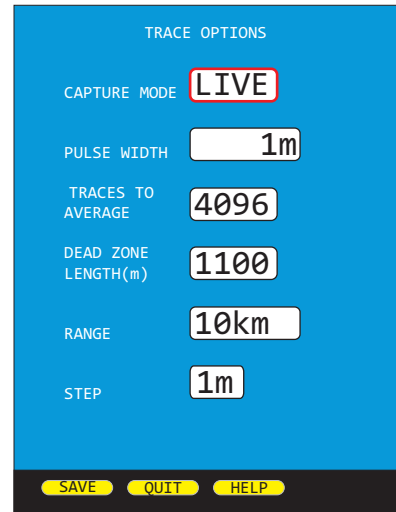 TRACE OPTIONS
CAPTURE MODE LIVE
PULSE WIDTH 1m
TRACES TO
AVERAGE 4096
DEAD ZONE
LENGTH(m) 1100
RANGE 10km
STEP 1m
SAVE QUIT HELP